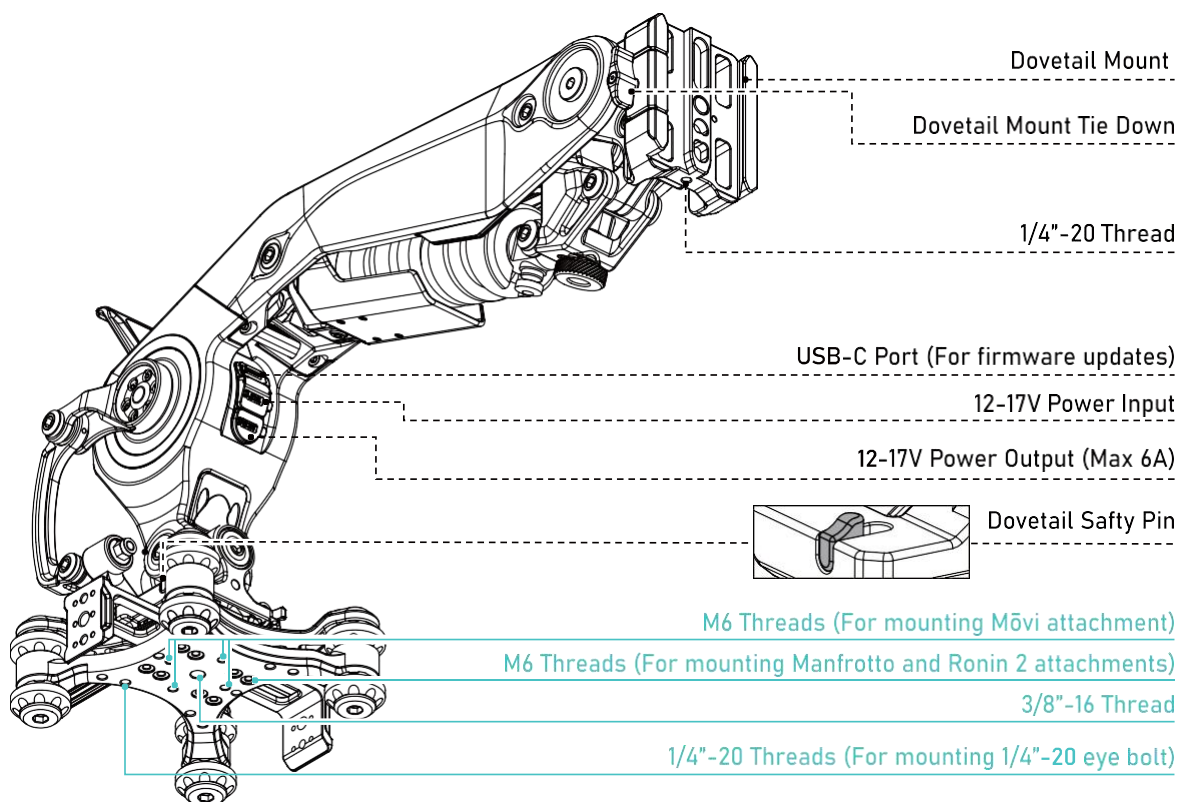 Dovetail Mount
Dovetail Mount Tie Down
1/4”-20 Thread
USB-C Port (For firmware updates)
12-17V Power Input
12-17V Power Output (Max 6A)
Dovetail Safty Pin
M6 Threads (For mounting Mōvi attachment)
M6 Threads (For mounting Manfrotto and Ronin 2 attachments)
3/8”-16 Thread
1/4”-20 Threads (For mounting 1/4”-20 eye bolt)